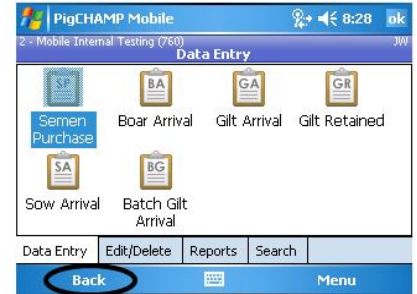 PigCHAMP Mobile 8:28 ok
2 - Mobile Internal Testing (760) JW
Data Entry
SP BA GA GR
Semen Purchase Boar Arrival Gilt Arrival Gilt Retained
SA BG
Sow Arrival Batch Gilt Arrival
Data Entry Edit/Delete Reports Search
Back Menu